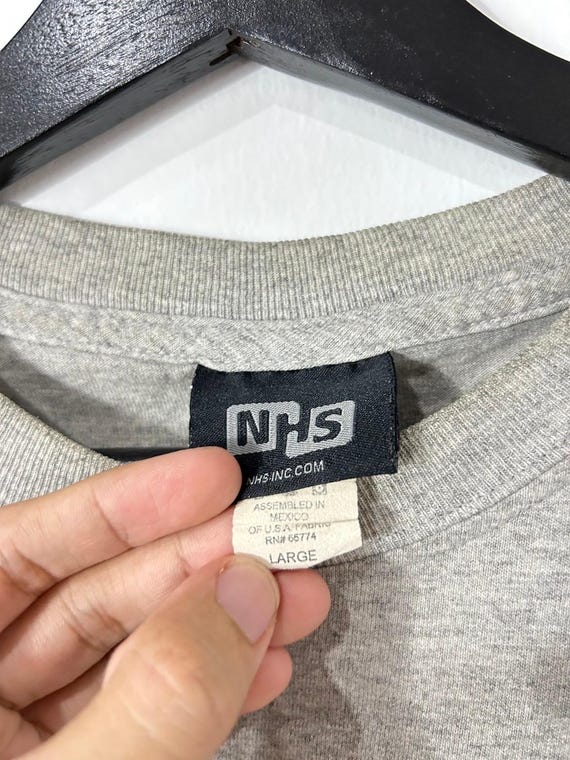 NHS
NHS-INC.COM
ASSEMBLED IN
MEXICO
OF U.S.A. FABRIC
RN# 65774
LARGE